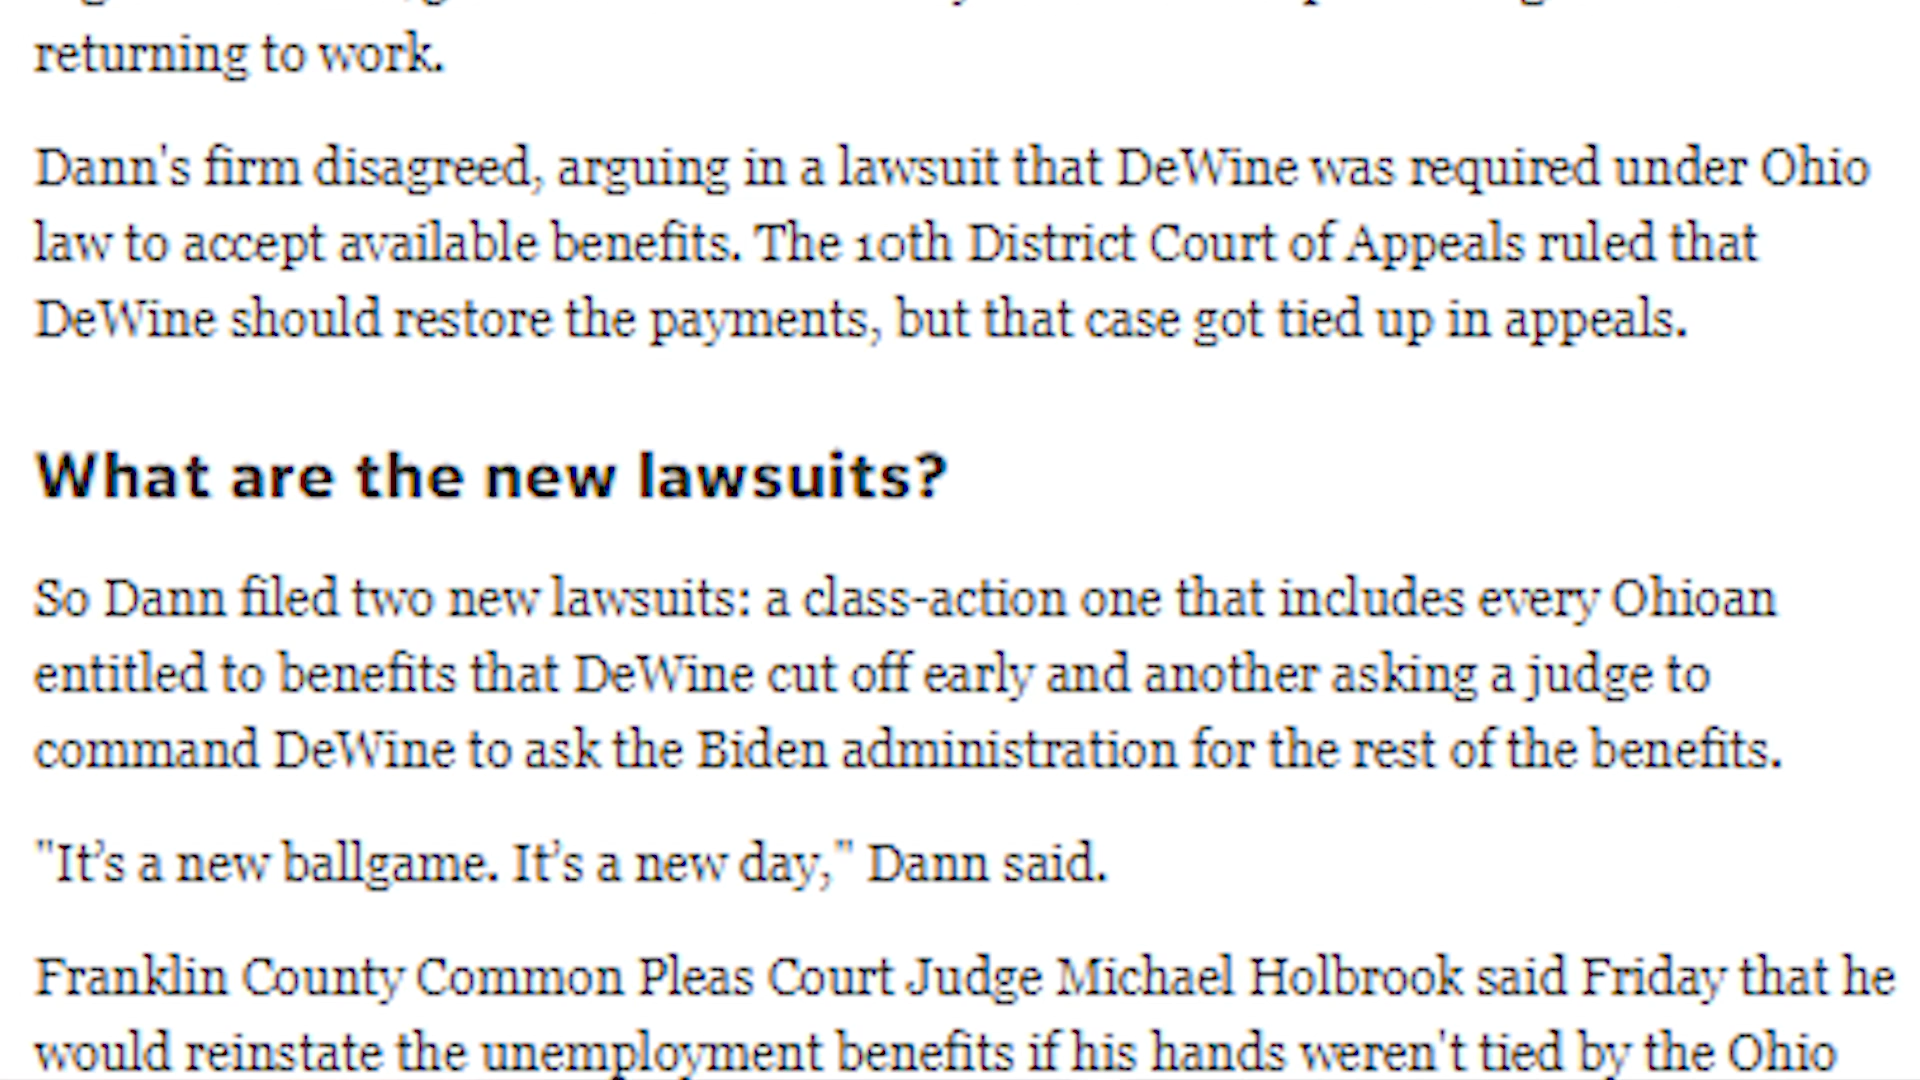 returning to work.
Dann's firm disagreed, arguing in a lawsuit that DeWine was required under Ohio
law to accept available benefits. The 10th District Court of Appeals ruled that
DeWine should restore the payments, but that case got tied up in appeals.
What are the new lawsuits?
So Dann filed two new lawsuits: a class-action one that includes every Ohioan
entitled to benefits that DeWine cut off early and another asking a judge to
command DeWine to ask the Biden administration for the rest of the benefits.
"It’s a new ballgame. It’s a new day," Dann said.
Franklin County Common Pleas Court Judge Michael Holbrook said Friday that he
would reinstate the unemployment benefits if his hands weren't tied by the Ohio